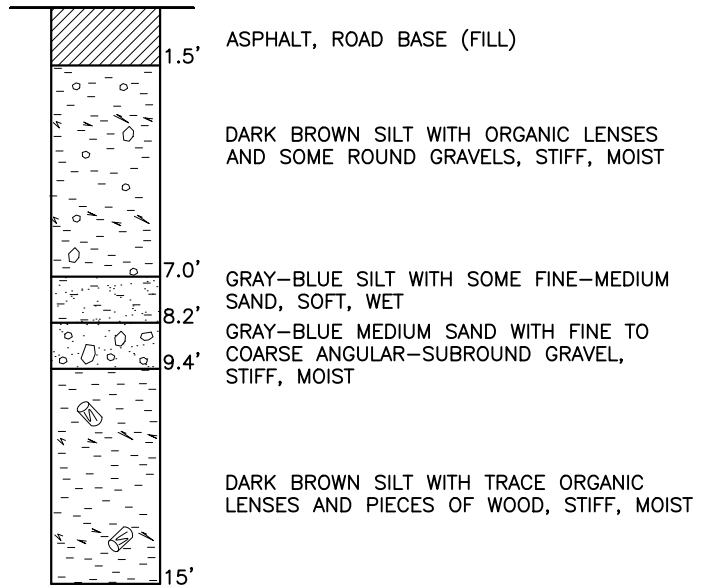 ASPHALT, ROAD BASE (FILL)
1.5'
DARK BROWN SILT WITH ORGANIC LENSES
AND SOME ROUND GRAVELS, STIFF, MOIST
7.0'
GRAY–BLUE SILT WITH SOME FINE–MEDIUM
SAND, SOFT, WET
8.2'
GRAY–BLUE MEDIUM SAND WITH FINE TO
COARSE ANGULAR–SUBROUND GRAVEL,
STIFF, MOIST
9.4'
DARK BROWN SILT WITH TRACE ORGANIC
LENSES AND PIECES OF WOOD, STIFF, MOIST
15'